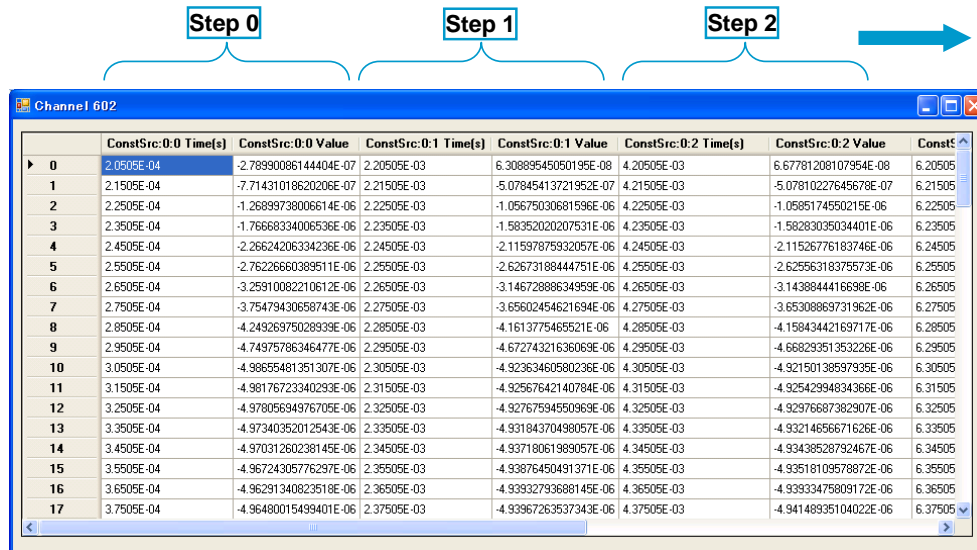 Step 0 Step 1 Step 2
Channel 602
ConstSrc:0:0 Time(s) ConstSrc:0:0 Value ConstSrc:0:1 Time(s) ConstSrc:0:1 Value ConstSrc:0:2 Time(s) ConstSrc:0:2 Value ConstS
0 2.0505E-04 -2.78990086144404E-07 2.20505E-03 6.30889545050195E-08 4.20505E-03 6.67781208107954E-08 6.20505
1 2.1505E-04 -7.71431018620206E-07 2.21505E-03 -5.07845413721952E-07 4.21505E-03 -5.07810227645678E-07 6.21505
2 2.2505E-04 -1.26899738006614E-06 2.22505E-03 -1.05675030681596E-06 4.22505E-03 -1.0585174550215E-06 6.22505
3 2.3505E-04 -1.76668334006536E-06 2.23505E-03 -1.58352020207531E-06 4.23505E-03 -1.58283035034401E-06 6.23505
4 2.4505E-04 -2.26624206334236E-06 2.24505E-03 -2.11597875932057E-06 4.24505E-03 -2.11526776183746E-06 6.24505
5 2.5505E-04 -2.76226660389511E-06 2.25505E-03 -2.62673188444751E-06 4.25505E-03 -2.62556318375573E-06 6.25505
6 2.6505E-04 -3.25910082210612E-06 2.26505E-03 -3.14672888634959E-06 4.26505E-03 -3.1438844416698E-06 6.26505
7 2.7505E-04 -3.75479430658743E-06 2.27505E-03 -3.65602454621694E-06 4.27505E-03 -3.65308869731962E-06 6.27505
8 2.8505E-04 -4.24926975028939E-06 2.28505E-03 -4.1613775465521E-06 4.28505E-03 -4.15843442169717E-06 6.28505
9 2.9505E-04 -4.74975786346477E-06 2.29505E-03 -4.67274321636069E-06 4.29505E-03 -4.66829351353226E-06 6.29505
10 3.0505E-04 -4.98655481351307E-06 2.30505E-03 -4.92363460580236E-06 4.30505E-03 -4.92150138597935E-06 6.30505
11 3.1505E-04 -4.98176723340293E-06 2.31505E-03 -4.92567642140784E-06 4.31505E-03 -4.92542994834366E-06 6.31505
12 3.2505E-04 -4.97805694976705E-06 2.32505E-03 -4.92767594550969E-06 4.32505E-03 -4.92976687382907E-06 6.32505
13 3.3505E-04 -4.97340352012543E-06 2.33505E-03 -4.93184370498057E-06 4.33505E-03 -4.93214656671626E-06 6.33505
14 3.4505E-04 -4.97031260238145E-06 2.34505E-03 -4.93718061989057E-06 4.34505E-03 -4.93438528792467E-06 6.34505
15 3.5505E-04 -4.96724305776297E-06 2.35505E-03 -4.93876450491371E-06 4.35505E-03 -4.93518109578872E-06 6.35505
16 3.6505E-04 -4.96291340823518E-06 2.36505E-03 -4.93932793688145E-06 4.36505E-03 -4.93933475809172E-06 6.36505
17 3.7505E-04 -4.96480015499401E-06 2.37505E-03 -4.93967263537343E-06 4.37505E-03 -4.94148935104022E-06 6.37505